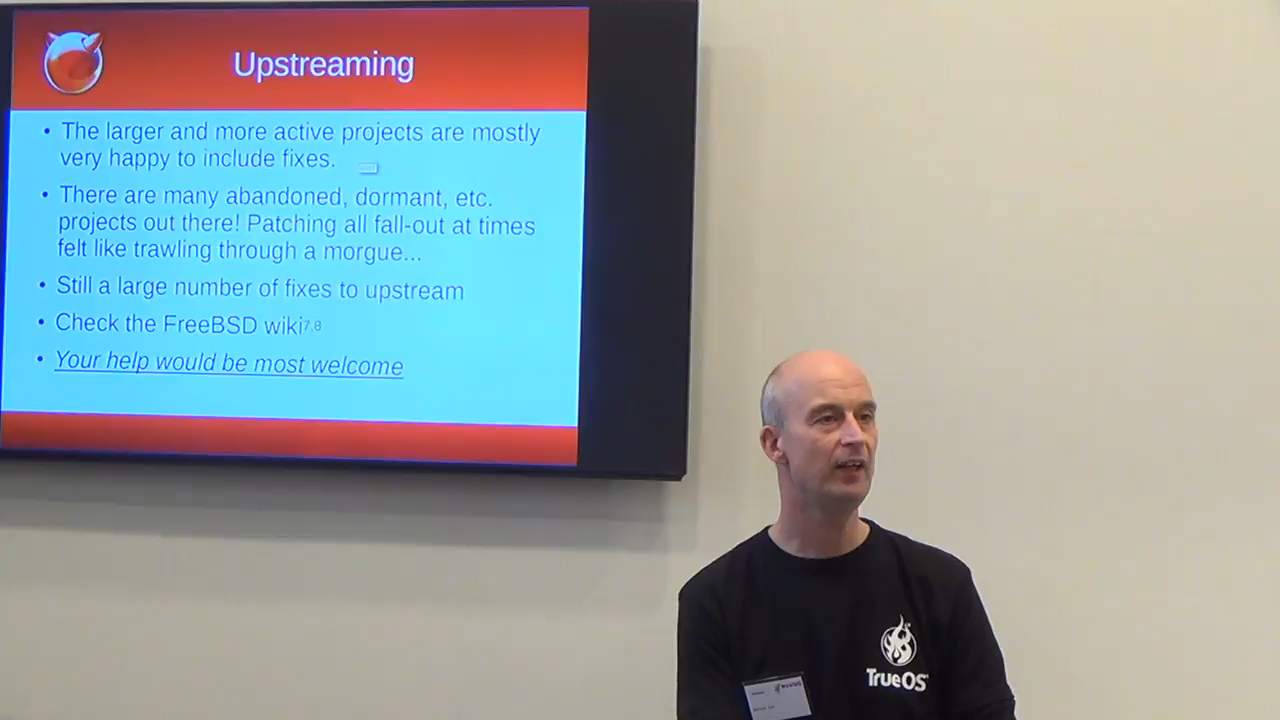 Upstreaming
• The larger and more active projects are mostly
very happy to include fixes.
• There are many abandoned, dormant, etc.
projects out there! Patching all fall-out at times
felt like trawling through a morgue...
• Still a large number of fixes to upstream
• Check the FreeBSD wiki7,8
• Your help would be most welcome
TrueOS